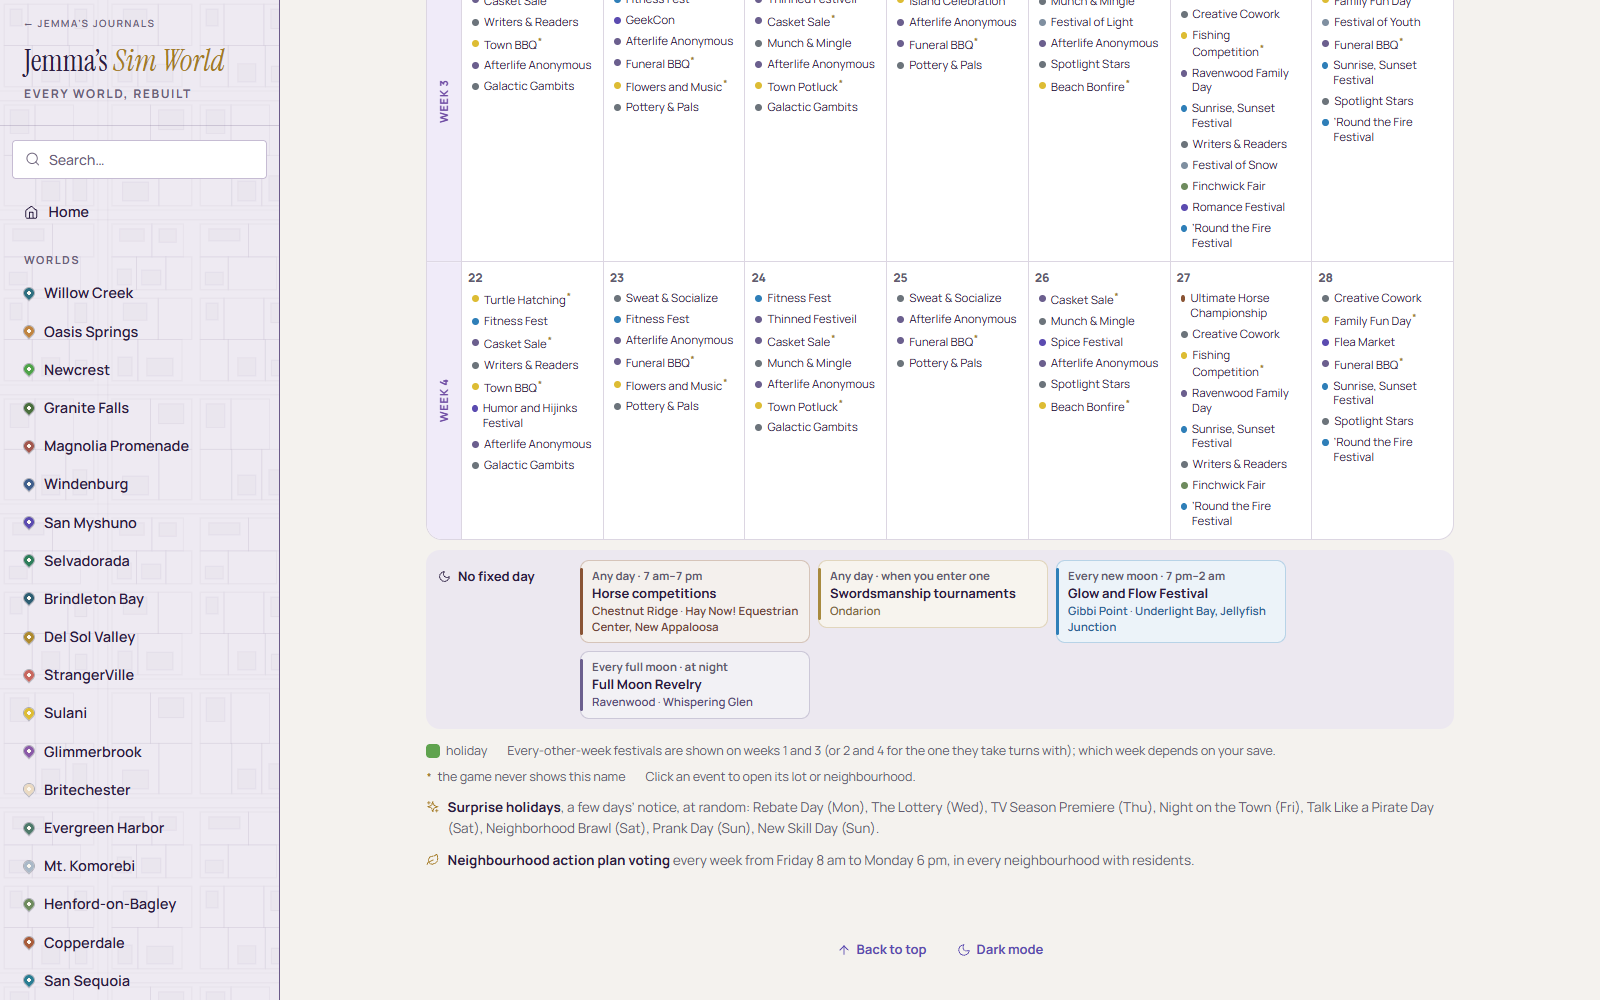 ← JEMMA'S JOURNALS
Jemma's Sim World
EVERY WORLD, REBUILT
Search...
Home
WORLDS
Willow Creek
Oasis Springs
Newcrest
Granite Falls
Magnolia Promenade
Windenburg
San Myshuno
Selvadorada
Brindleton Bay
Del Sol Valley
StrangerVille
Sulani
Glimmerbrook
Britechester
Evergreen Harbor
Mt. Komorebi
Henford-on-Bagley
Copperdale
San Sequoia
WEEK 3
Casket Sale
Writers & Readers
Town BBQ*
Afterlife Anonymous
Galactic Gambits
Fitness Fest
GeekCon
Afterlife Anonymous
Funeral BBQ*
Flowers and Music*
Pottery & Pals
Casket Sale*
Munch & Mingle
Afterlife Anonymous
Town Potluck*
Galactic Gambits
Island Celebration
Afterlife Anonymous
Funeral BBQ*
Pottery & Pals
Munch & Mingle
Festival of Light
Afterlife Anonymous
Spotlight Stars
Beach Bonfire*
Creative Cowork
Fishing
Competition*
Ravenwood Family
Day
Sunrise, Sunset
Festival
Writers & Readers
Festival of Snow
Finchwick Fair
Romance Festival
'Round the Fire
Festival
Family Fun Day
Festival of Youth
Funeral BBQ*
Sunrise, Sunset
Festival
Spotlight Stars
'Round the Fire
Festival
WEEK 4
22
Turtle Hatching*
Fitness Fest
Casket Sale*
Writers & Readers
Town BBQ*
Humor and Hijinks
Festival
Afterlife Anonymous
Galactic Gambits
23
Sweat & Socialize
Fitness Fest
Afterlife Anonymous
Funeral BBQ*
Flowers and Music*
Pottery & Pals
24
Fitness Fest
Thinned Festiveil
Casket Sale*
Munch & Mingle
Afterlife Anonymous
Town Potluck*
Galactic Gambits
25
Sweat & Socialize
Afterlife Anonymous
Funeral BBQ*
Pottery & Pals
26
Casket Sale*
Munch & Mingle
Spice Festival
Afterlife Anonymous
Spotlight Stars
Beach Bonfire*
27
Ultimate Horse
Championship
Creative Cowork
Fishing
Competition*
Ravenwood Family
Day
Sunrise, Sunset
Festival
Writers & Readers
Finchwick Fair
'Round the Fire
Festival
28
Creative Cowork
Family Fun Day*
Flea Market
Funeral BBQ*
Sunrise, Sunset
Festival
Spotlight Stars
'Round the Fire
Festival
No fixed day
Any day · 7 am–7 pm
Horse competitions
Chestnut Ridge · Hay Now! Equestrian
Center, New Appaloosa
Any day · when you enter one
Swordsmanship tournaments
Ondarion
Every new moon · 7 pm–2 am
Glow and Flow Festival
Gibbi Point · Underlight Bay, Jellyfish
Junction
Every full moon · at night
Full Moon Revelry
Ravenwood · Whispering Glen
holiday Every-other-week festivals are shown on weeks 1 and 3 (or 2 and 4 for the one they take turns with); which week depends on your save.
* the game never shows this name Click an event to open its lot or neighbourhood.
Surprise holidays, a few days' notice, at random: Rebate Day (Mon), The Lottery (Wed), TV Season Premiere (Thu), Night on the Town (Fri), Talk Like a Pirate Day
(Sat), Neighborhood Brawl (Sat), Prank Day (Sun), New Skill Day (Sun).
Neighbourhood action plan voting every week from Friday 8 am to Monday 6 pm, in every neighbourhood with residents.
Back to top
Dark mode